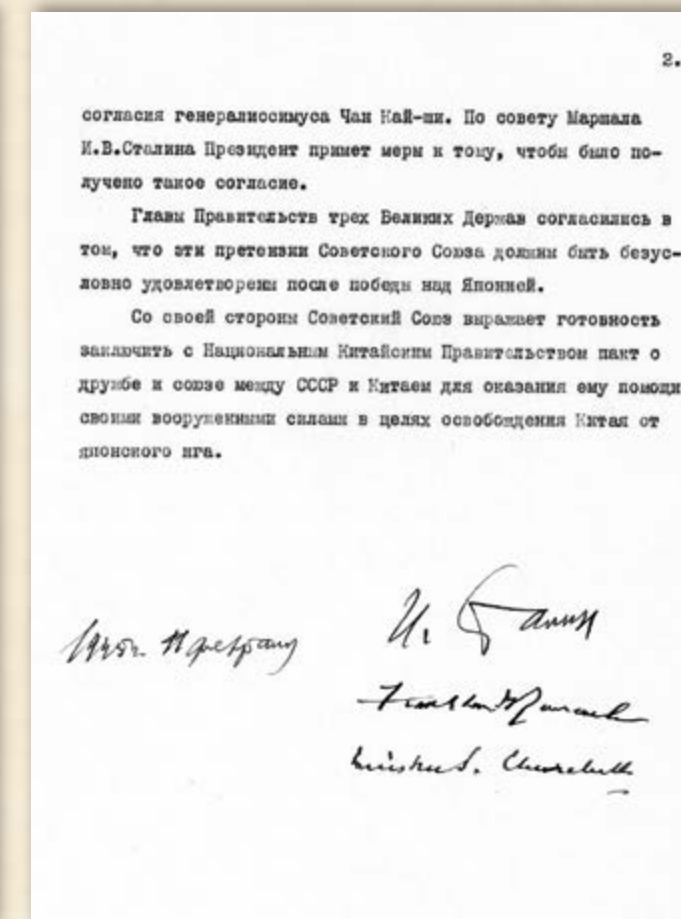 2.
согласия генералиссимуса Чан Кай-ши. По совету Маршала
И.В.Сталина Президент примет меры к тому, чтобы было по-
лучено такое согласие.
Главы Правительств трех Великих Держав согласились в
том, что эти претензии Советского Союза должны быть безус-
ловно удовлетворены после победы над Японией.
Со своей стороны Советский Союз выражает готовность
заключить с Национальным Китайским Правительством пакт о
дружбе и союзе между СССР и Китаем для оказания ему помощи
своими вооруженными силами в целях освобождения Китая от
японского ига.
И. Сталин
1945г. 11 февраля
Franklin D Roosevelt
Winston S. Churchill